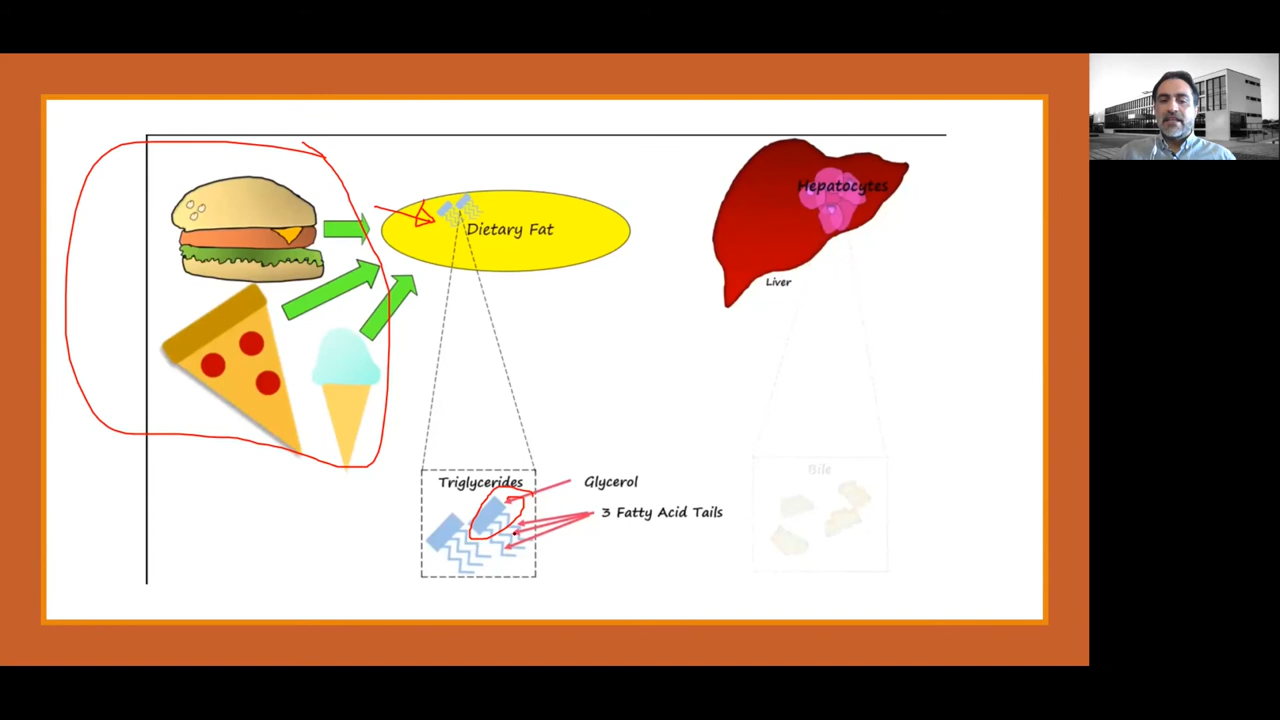 Hepatocytes
Dietary Fat
Liver
Triglycerides
Glycerol
3 Fatty Acid Tails
Bile